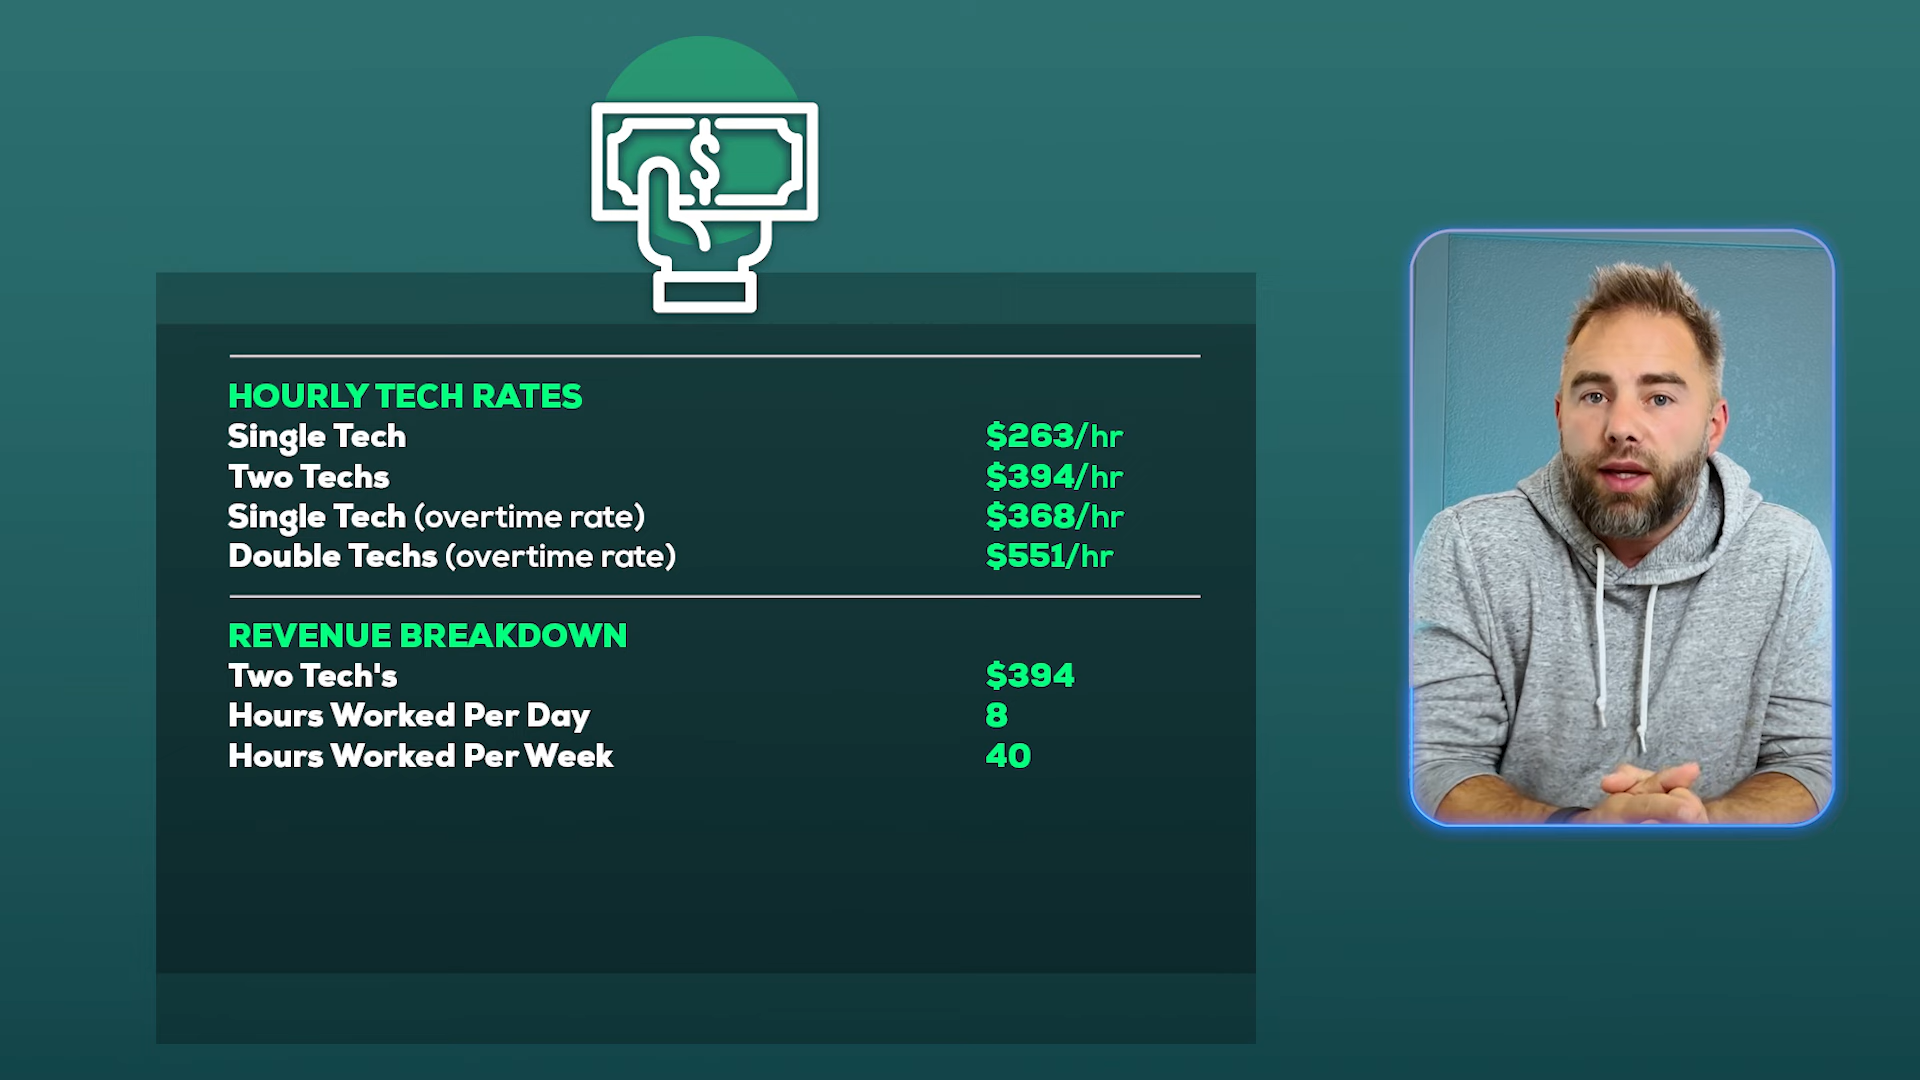 $
HOURLY TECH RATES
Single Tech $263/hr
Two Techs $394/hr
Single Tech (overtime rate) $368/hr
Double Techs (overtime rate) $551/hr
REVENUE BREAKDOWN
Two Tech's $394
Hours Worked Per Day 8
Hours Worked Per Week 40